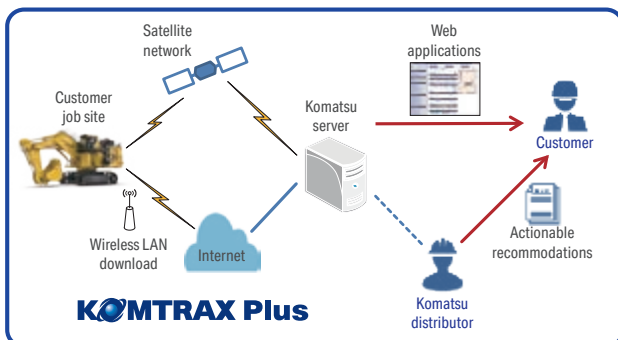 Satellite
network
Web
applications
Customer
job site
Komatsu
server
Customer
Wireless LAN
download
Internet
Actionable
recommodations
KOMTRAX Plus
Komatsu
distributor